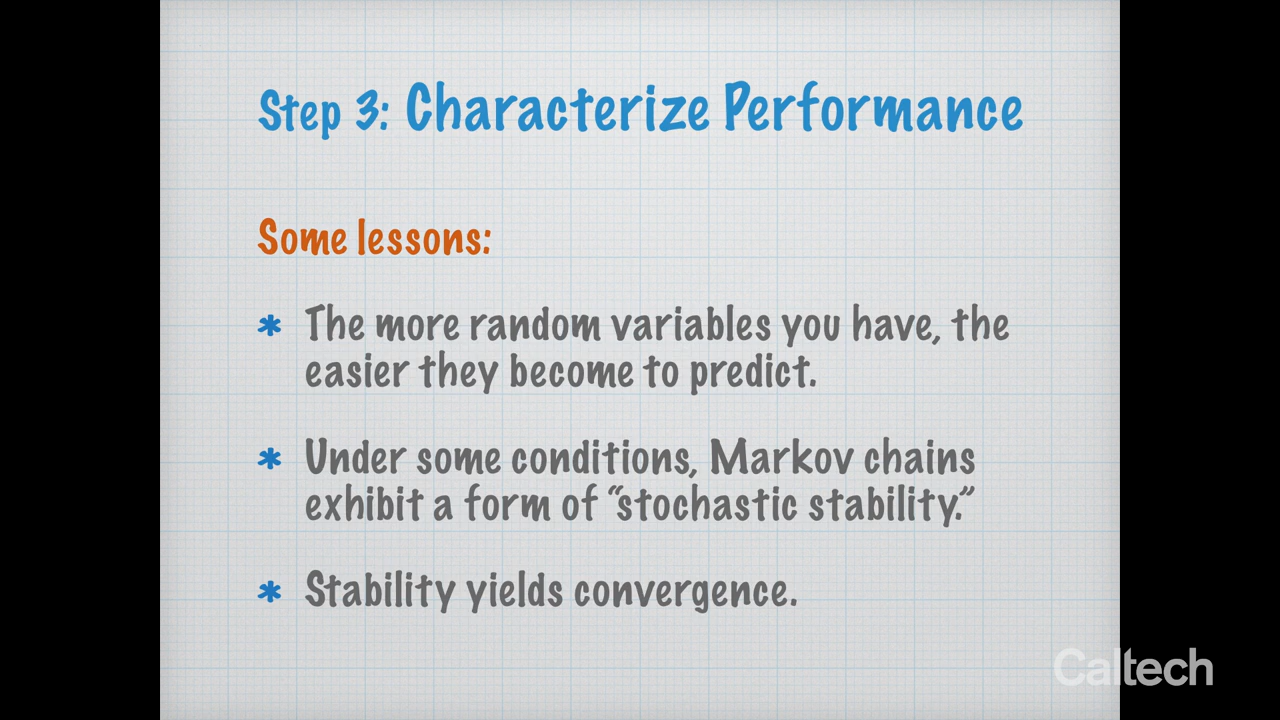 Step 3: Characterize Performance
Some lessons:
* The more random variables you have, the
easier they become to predict.
* Under some conditions, Markov chains
exhibit a form of “stochastic stability.”
* Stability yields convergence.
Caltech